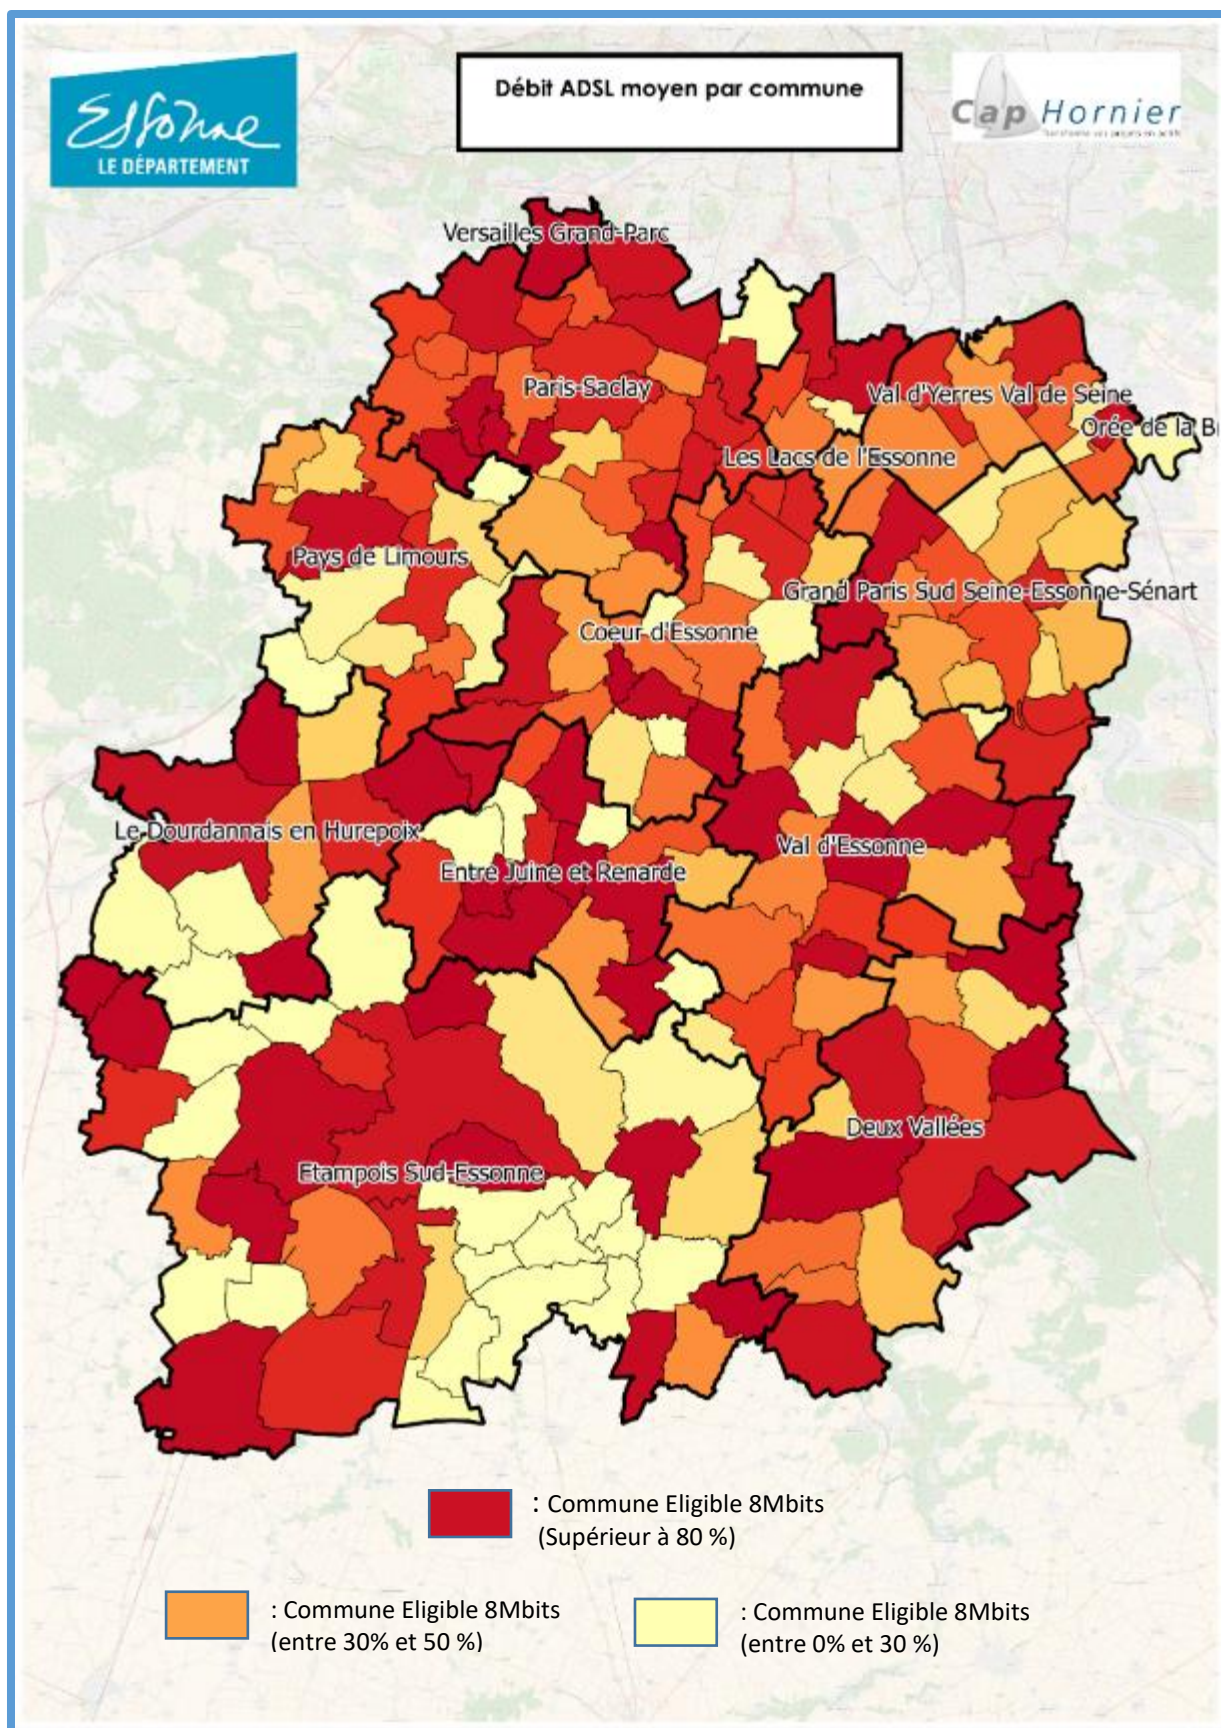 Essonne
LE DÉPARTEMENT
Débit ADSL moyen par commune
Cap Hornier
Versailles Grand-Parc
Paris-Saclay
Val d'Yerres Val de Seine
Orée de la B
Les Lacs de l'Essonne
Pays de Limours
Grand Paris Sud Seine-Essonne-Sénart
Coeur d'Essonne
Le Dourdannais en Hurepoix
Val d'Essonne
Entre Juine et Renarde
Deux Vallées
Etampois Sud-Essonne
: Commune Eligible 8Mbits
(Supérieur à 80 %)
: Commune Eligible 8Mbits
(entre 30% et 50 %)
: Commune Eligible 8Mbits
(entre 0% et 30 %)